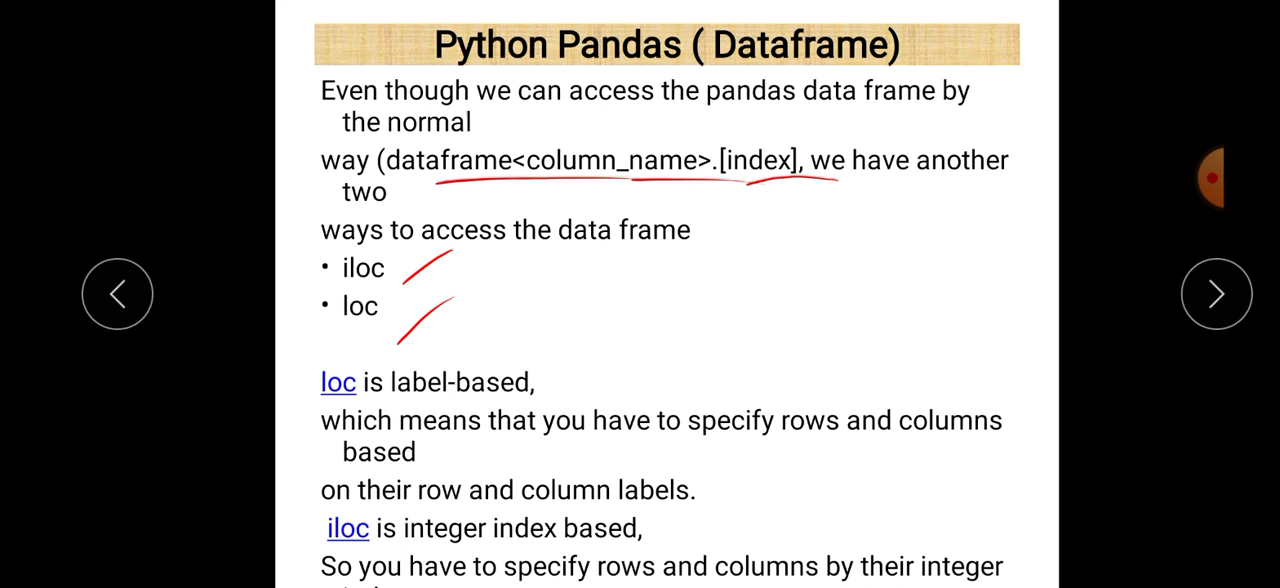 Python Pandas ( Dataframe)
Even though we can access the pandas data frame by
the normal
way (dataframe<column_name>.[index], we have another
two
ways to access the data frame
• iloc
• loc
loc is label-based,
which means that you have to specify rows and columns
based
on their row and column labels.
iloc is integer index based,
So you have to specify rows and columns by their integer